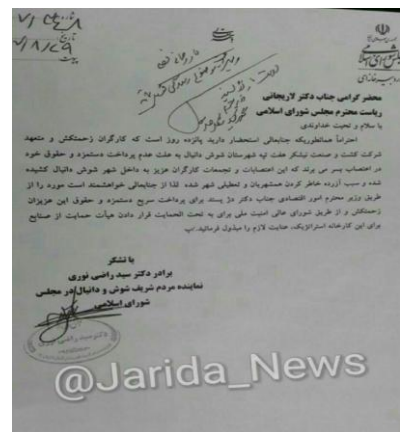 محضر گرامی جناب دکتر لاریجانی
ریاست محترم مجلس شورای اسلامی
با سلام و تحیت خداوندی
احتراماً همانطوریکه جنابعالی استحضار دارید پانزده روز است که کارگران زحمتکش و متعهد
شرکت کشت و صنعت نیشکر هفت تپه شهرستان شوش دانیال به علت عدم پرداخت دستمزد و حقوق خود
در اعتصاب بسر می برند که این اعتصابات و تجمعات کارگران عزیز به داخل شهر شوش دانیال کشیده
شده و سبب آزرده خاطر کردن همشهریان و تعطیلی شهر شده لذا از جنابعالی خواهشمند است مورد را از
طریق وزیر محترم امور اقتصادی جناب دکتر دژ پسند برای پرداخت سریع دستمزد و حقوق این عزیزان
زحمتکش و از طریق شورای عالی امنیت ملی برای به تحت الحمایت قرار دادن هیأت حمایت از صنایع
برای این کارخانه استراتژیک، عنایت لازم را مبذول فرمائید.
با تشکر
برادر دکتر سید راضی نوری
نماینده مردم شریف شوش و دانیال در مجلس
شورای اسلامی
@Jarida_News